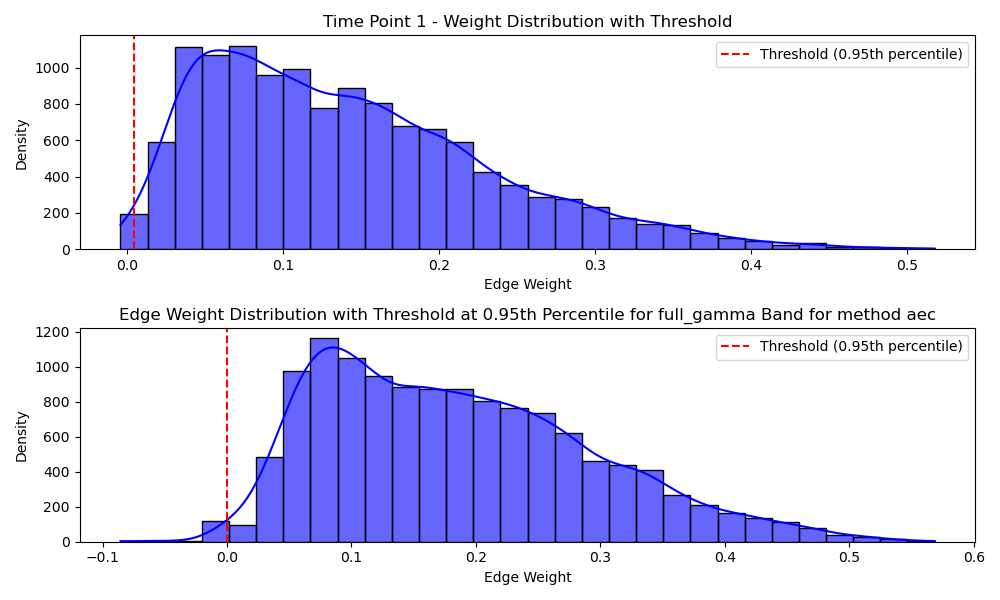 Time Point 1 - Weight Distribution with Threshold
Threshold (0.95th percentile)
Density
1000
800
600
400
200
0
0.0 0.1 0.2 0.3 0.4 0.5
Edge Weight
Edge Weight Distribution with Threshold at 0.95th Percentile for full_gamma Band for method aec
Threshold (0.95th percentile)
Density
1200
1000
800
600
400
200
0
−0.1 0.0 0.1 0.2 0.3 0.4 0.5 0.6
Edge Weight